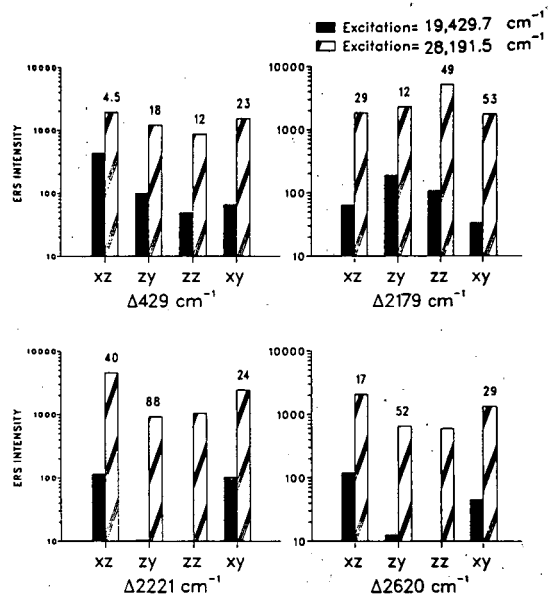 Excitation= 19,429.7 cm⁻¹
Excitation= 28,191.5 cm⁻¹
ERS INTENSITY
10000
1000
100
10
4.5 18 12 23
xz zy zz xy
Δ429 cm⁻¹
10000
1000
100
10
29 12 49 53
xz zy zz xy
Δ2179 cm⁻¹
ERS INTENSITY
10000
1000
100
10
40 88 24
xz zy zz xy
Δ2221 cm⁻¹
10000
1000
100
10
17 52 29
xz zy zz xy
Δ2620 cm⁻¹